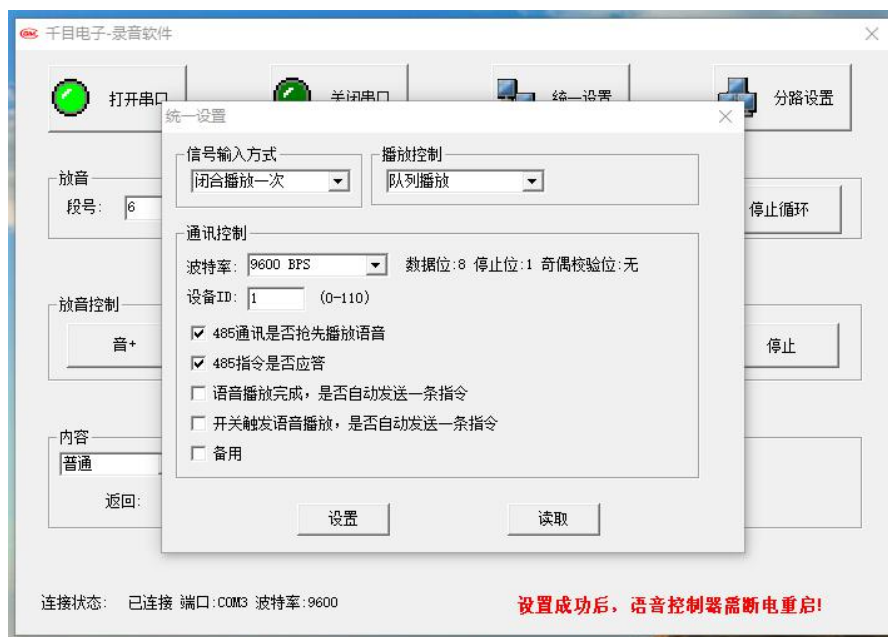 千目电子-录音软件
打开串口
关闭串口
统一设置
分路设置
统一设置
信号输入方式
播放控制
闭合播放一次
队列播放
放音
段号: 6
停止循环
通讯控制
波特率: 9600 BPS 数据位:8 停止位:1 奇偶校验位:无
设备ID: 1 (0-110)
放音控制
音+
停止
485通讯是否抢先播放语音
485指令是否应答
语音播放完成，是否自动发送一条指令
开关触发语音播放，是否自动发送一条指令
备用
内容
普通
返回:
设置
读取
连接状态: 已连接 端口:COM3 波特率:9600
设置成功后，语音控制器需断电重启!